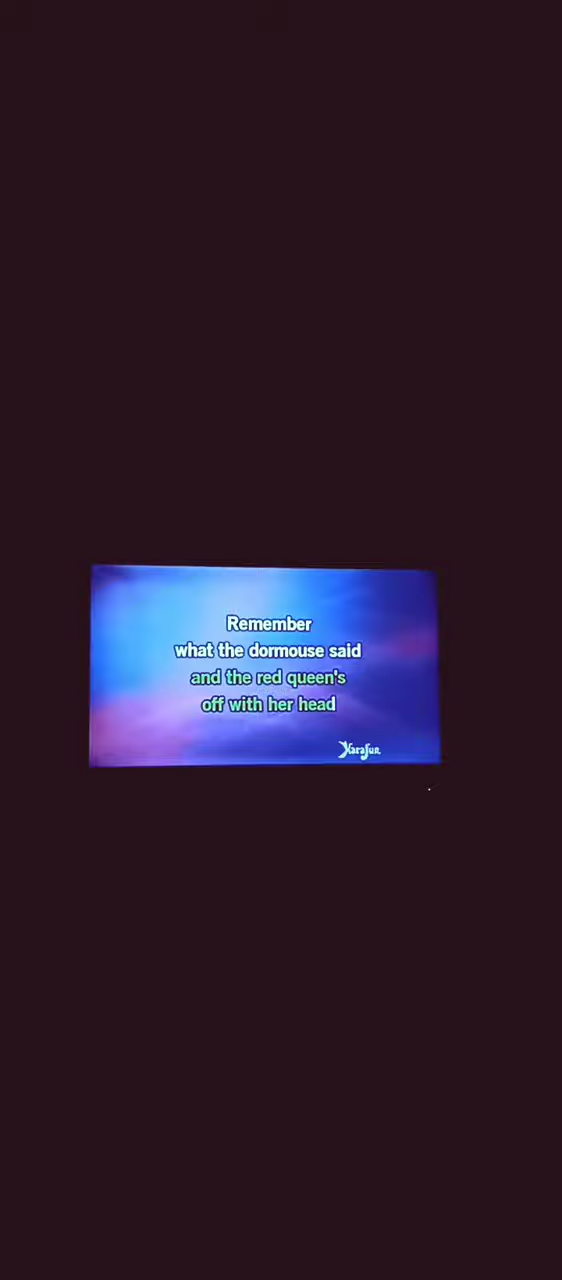 Remember
what the dormouse said
and the red queen's
off with her head
KaraFun